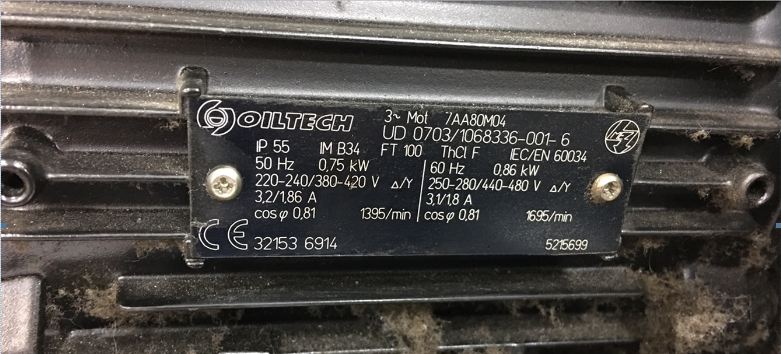 OILTECH
3~ Mot 7AA80M04
UD 0703/1068336-001-6
IP 55 IM B34 FT 100 ThCl F IEC/EN 60034
50 Hz 0,75 kW 60 Hz 0,86 kW
220-240/380-420 V △/Y 250-280/440-480 V △/Y
3,2/1,86 A 3,1/1,8 A
cosφ 0,81 1395/min cosφ 0,81 1695/min
CE 32153 6914 5215699